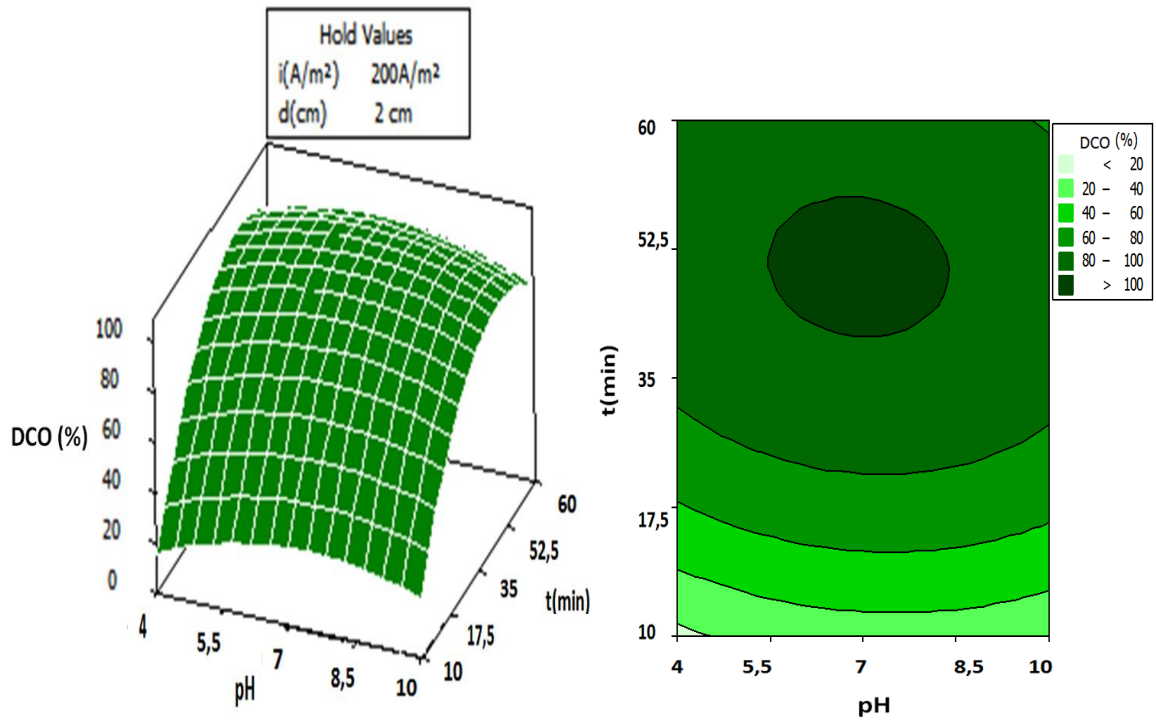 Hold Values
i(A/m²) 200A/m²
d(cm) 2 cm
100
80
60
40
20
0
DCO (%)
4
5,5
7
8,5
10
pH
10
17,5
35
52,5
60
t(min)
60
52,5
35
17,5
10
t(min)
4 5,5 7 8,5 10
pH
DCO (%)
< 20
20 – 40
40 – 60
60 – 80
80 – 100
> 100